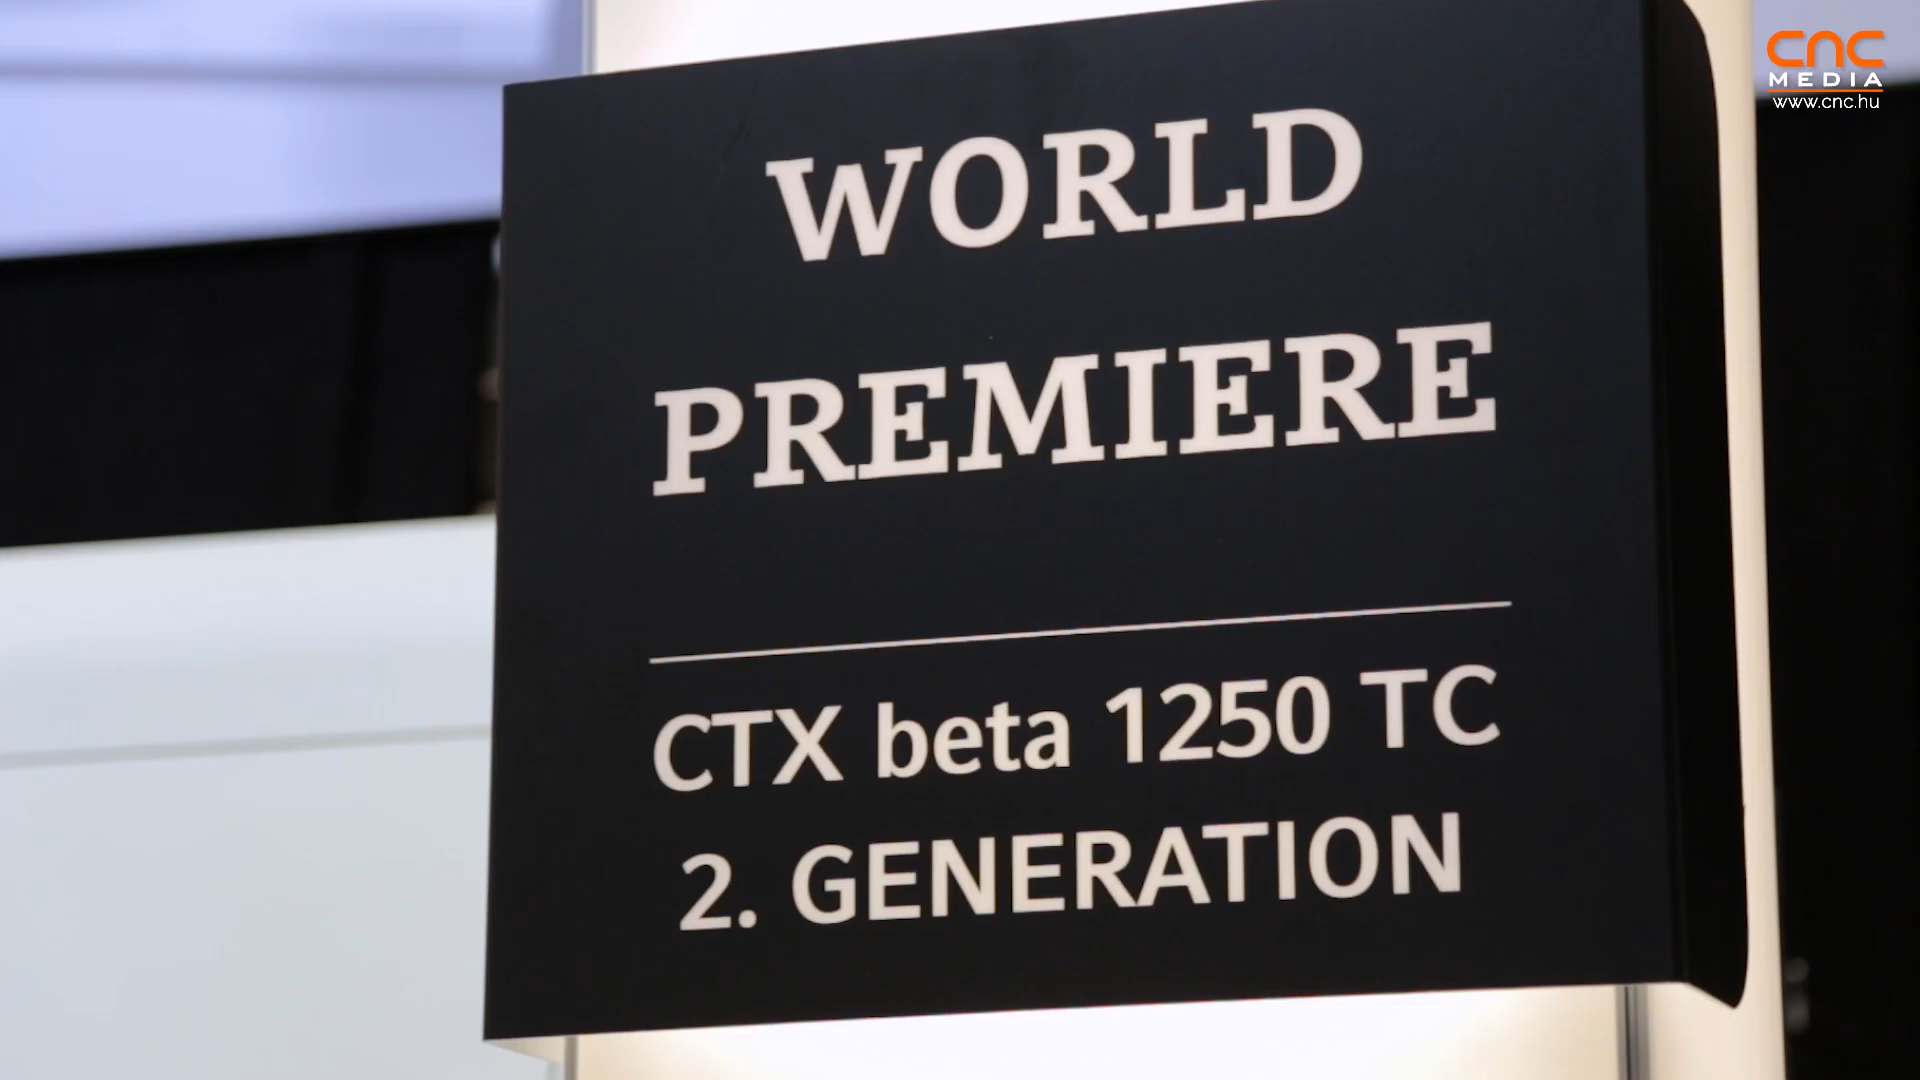 CNC
MEDIA
www.cnc.hu
WORLD
PREMIERE
CTX beta 1250 TC
2. GENERATION